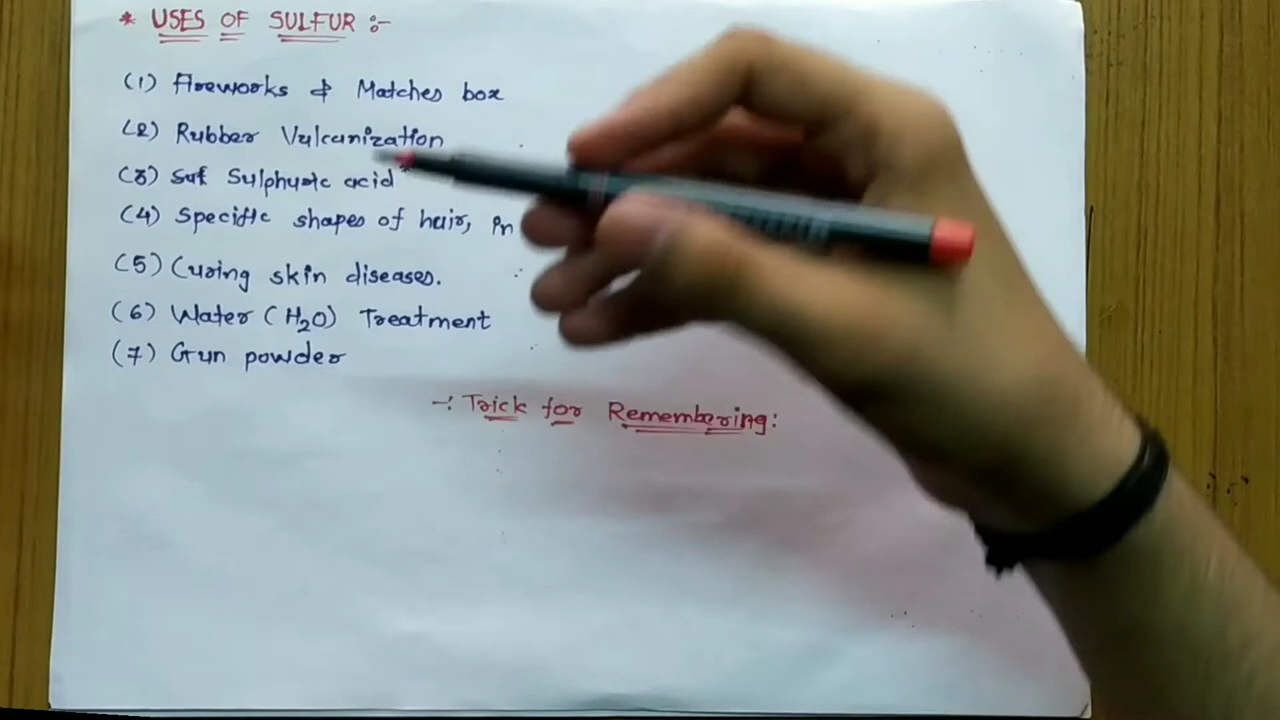 * USES OF SULFUR :-
(1) Fireworks & Matches box
(2) Rubber Vulcanization
(3) Sulphuric acid
(4) Specific shapes of hair, in
(5) Curing skin diseases.
(6) Water (H₂O) Treatment
(7) Gun powder
-: Trick for Remembering: